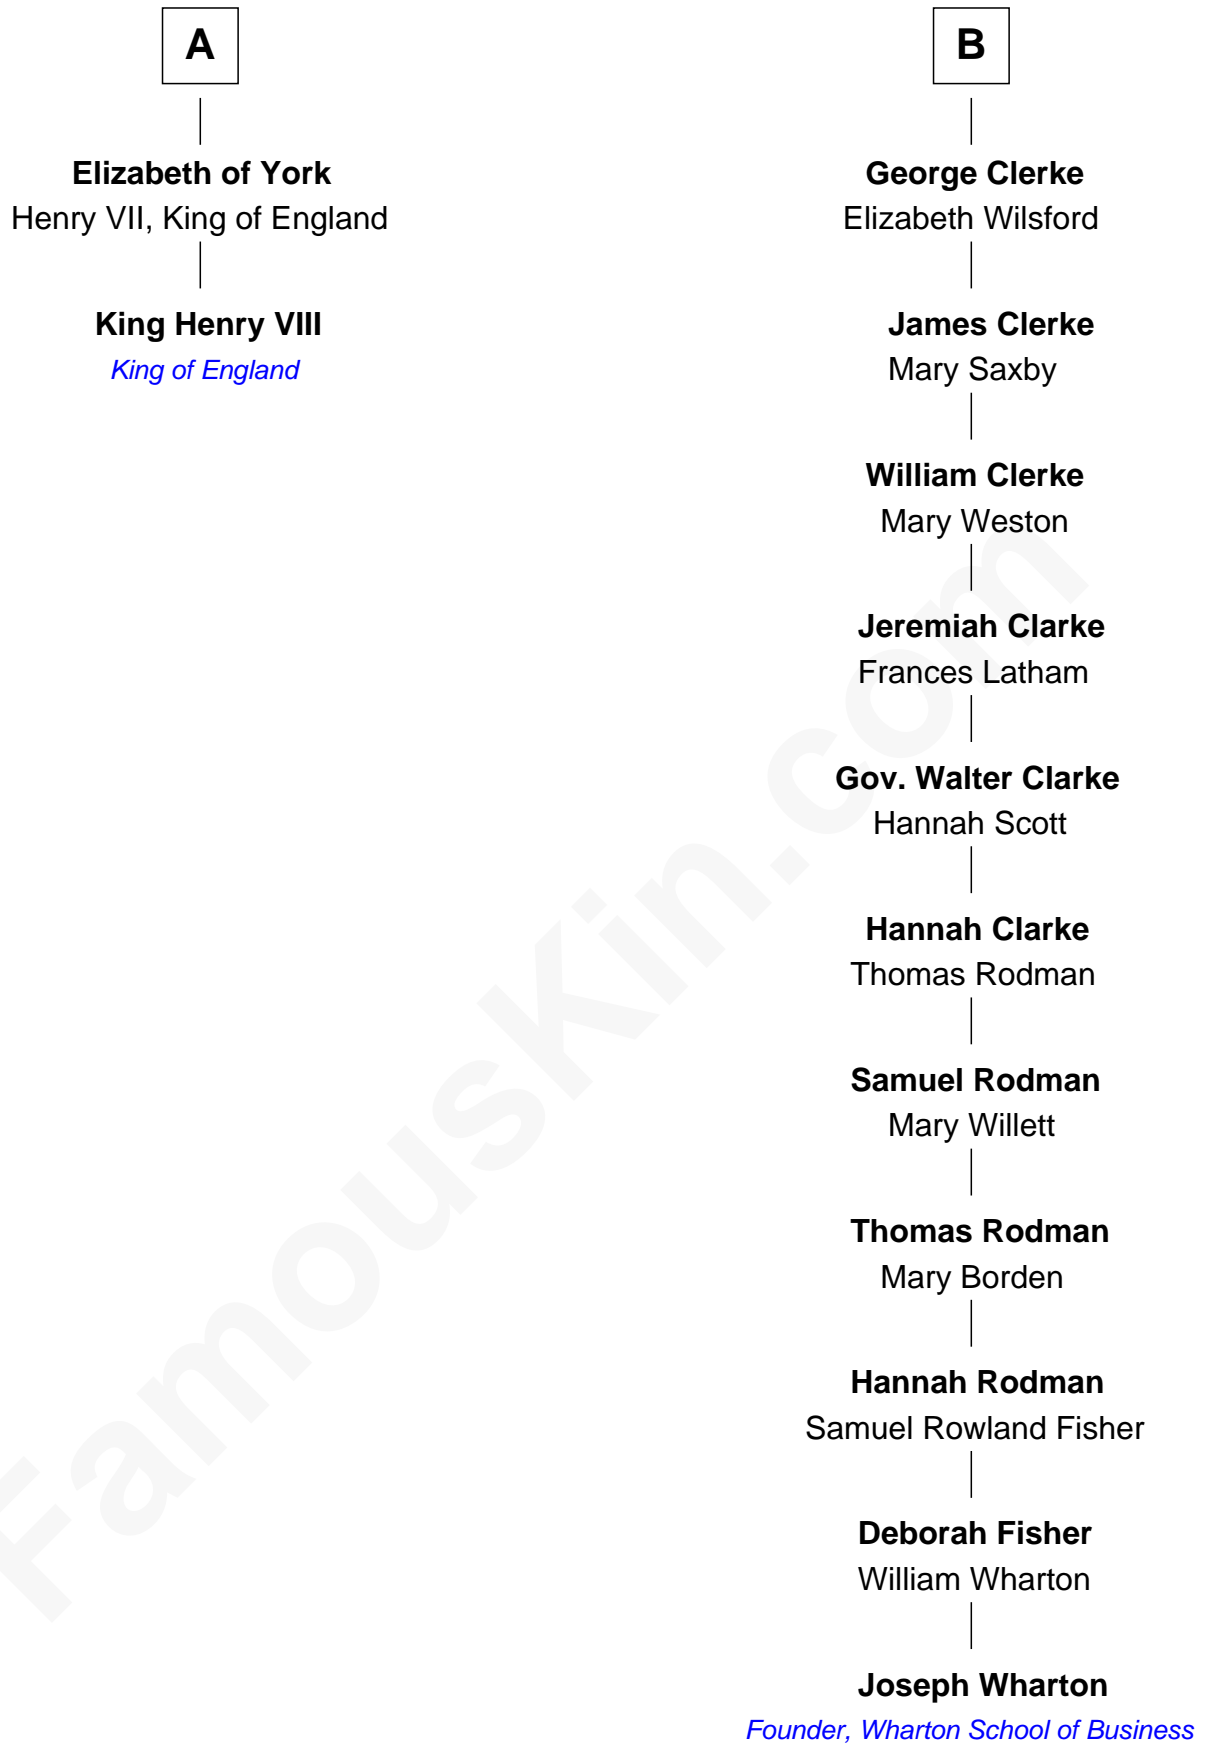 A
Elizabeth of York
Henry VII, King of England
King Henry VIII
King of England
B
George Clerke
Elizabeth Wilsford
James Clerke
Mary Saxby
William Clerke
Mary Weston
Jeremiah Clarke
Frances Latham
Gov. Walter Clarke
Hannah Scott
Hannah Clarke
Thomas Rodman
Samuel Rodman
Mary Willett
Thomas Rodman
Mary Borden
Hannah Rodman
Samuel Rowland Fisher
Deborah Fisher
William Wharton
Joseph Wharton
Founder, Wharton School of Business
FamousKin.com